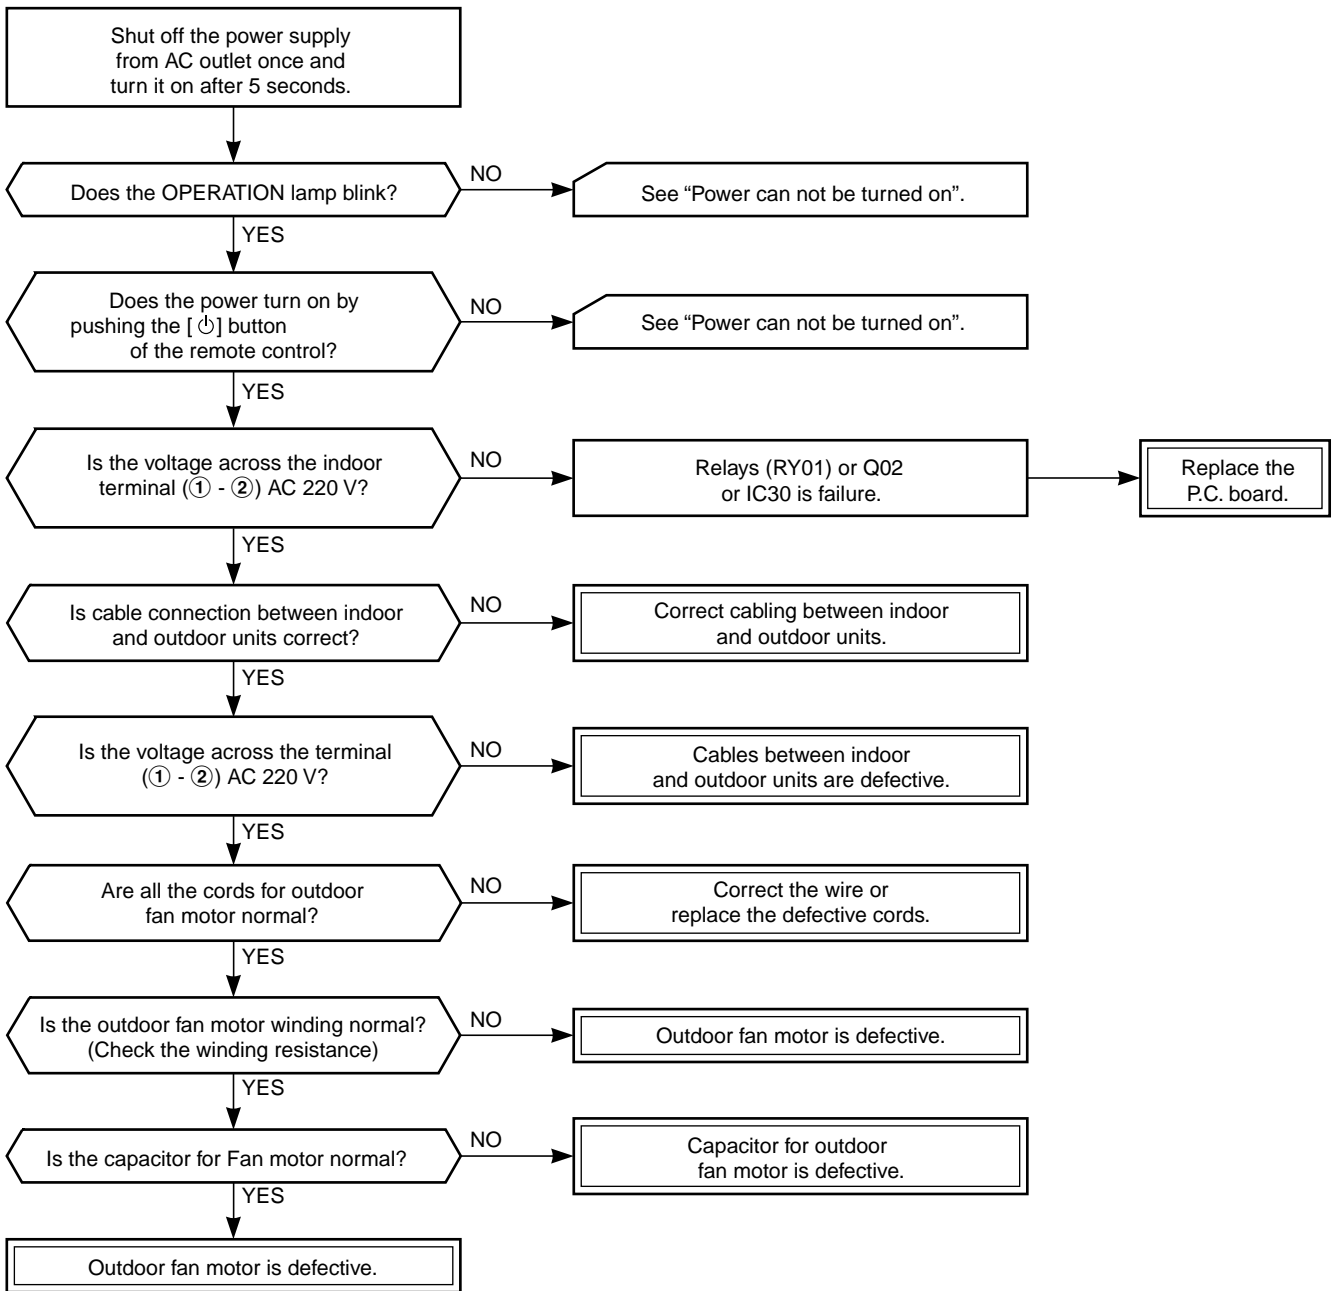 Shut off the power supply
from AC outlet once and
turn it on after 5 seconds.
Does the OPERATION lamp blink?
NO
See “Power can not be turned on”.
YES
Does the power turn on by
pushing the [ ⏻ ] button
of the remote control?
NO
See “Power can not be turned on”.
YES
Is the voltage across the indoor
terminal (① - ②) AC 220 V?
NO
Relays (RY01) or Q02
or IC30 is failure.
Replace the
P.C. board.
YES
Is cable connection between indoor
and outdoor units correct?
NO
Correct cabling between indoor
and outdoor units.
YES
Is the voltage across the terminal
(① - ②) AC 220 V?
NO
Cables between indoor
and outdoor units are defective.
YES
Are all the cords for outdoor
fan motor normal?
NO
Correct the wire or
replace the defective cords.
YES
Is the outdoor fan motor winding normal?
(Check the winding resistance)
NO
Outdoor fan motor is defective.
YES
Is the capacitor for Fan motor normal?
NO
Capacitor for outdoor
fan motor is defective.
YES
Outdoor fan motor is defective.